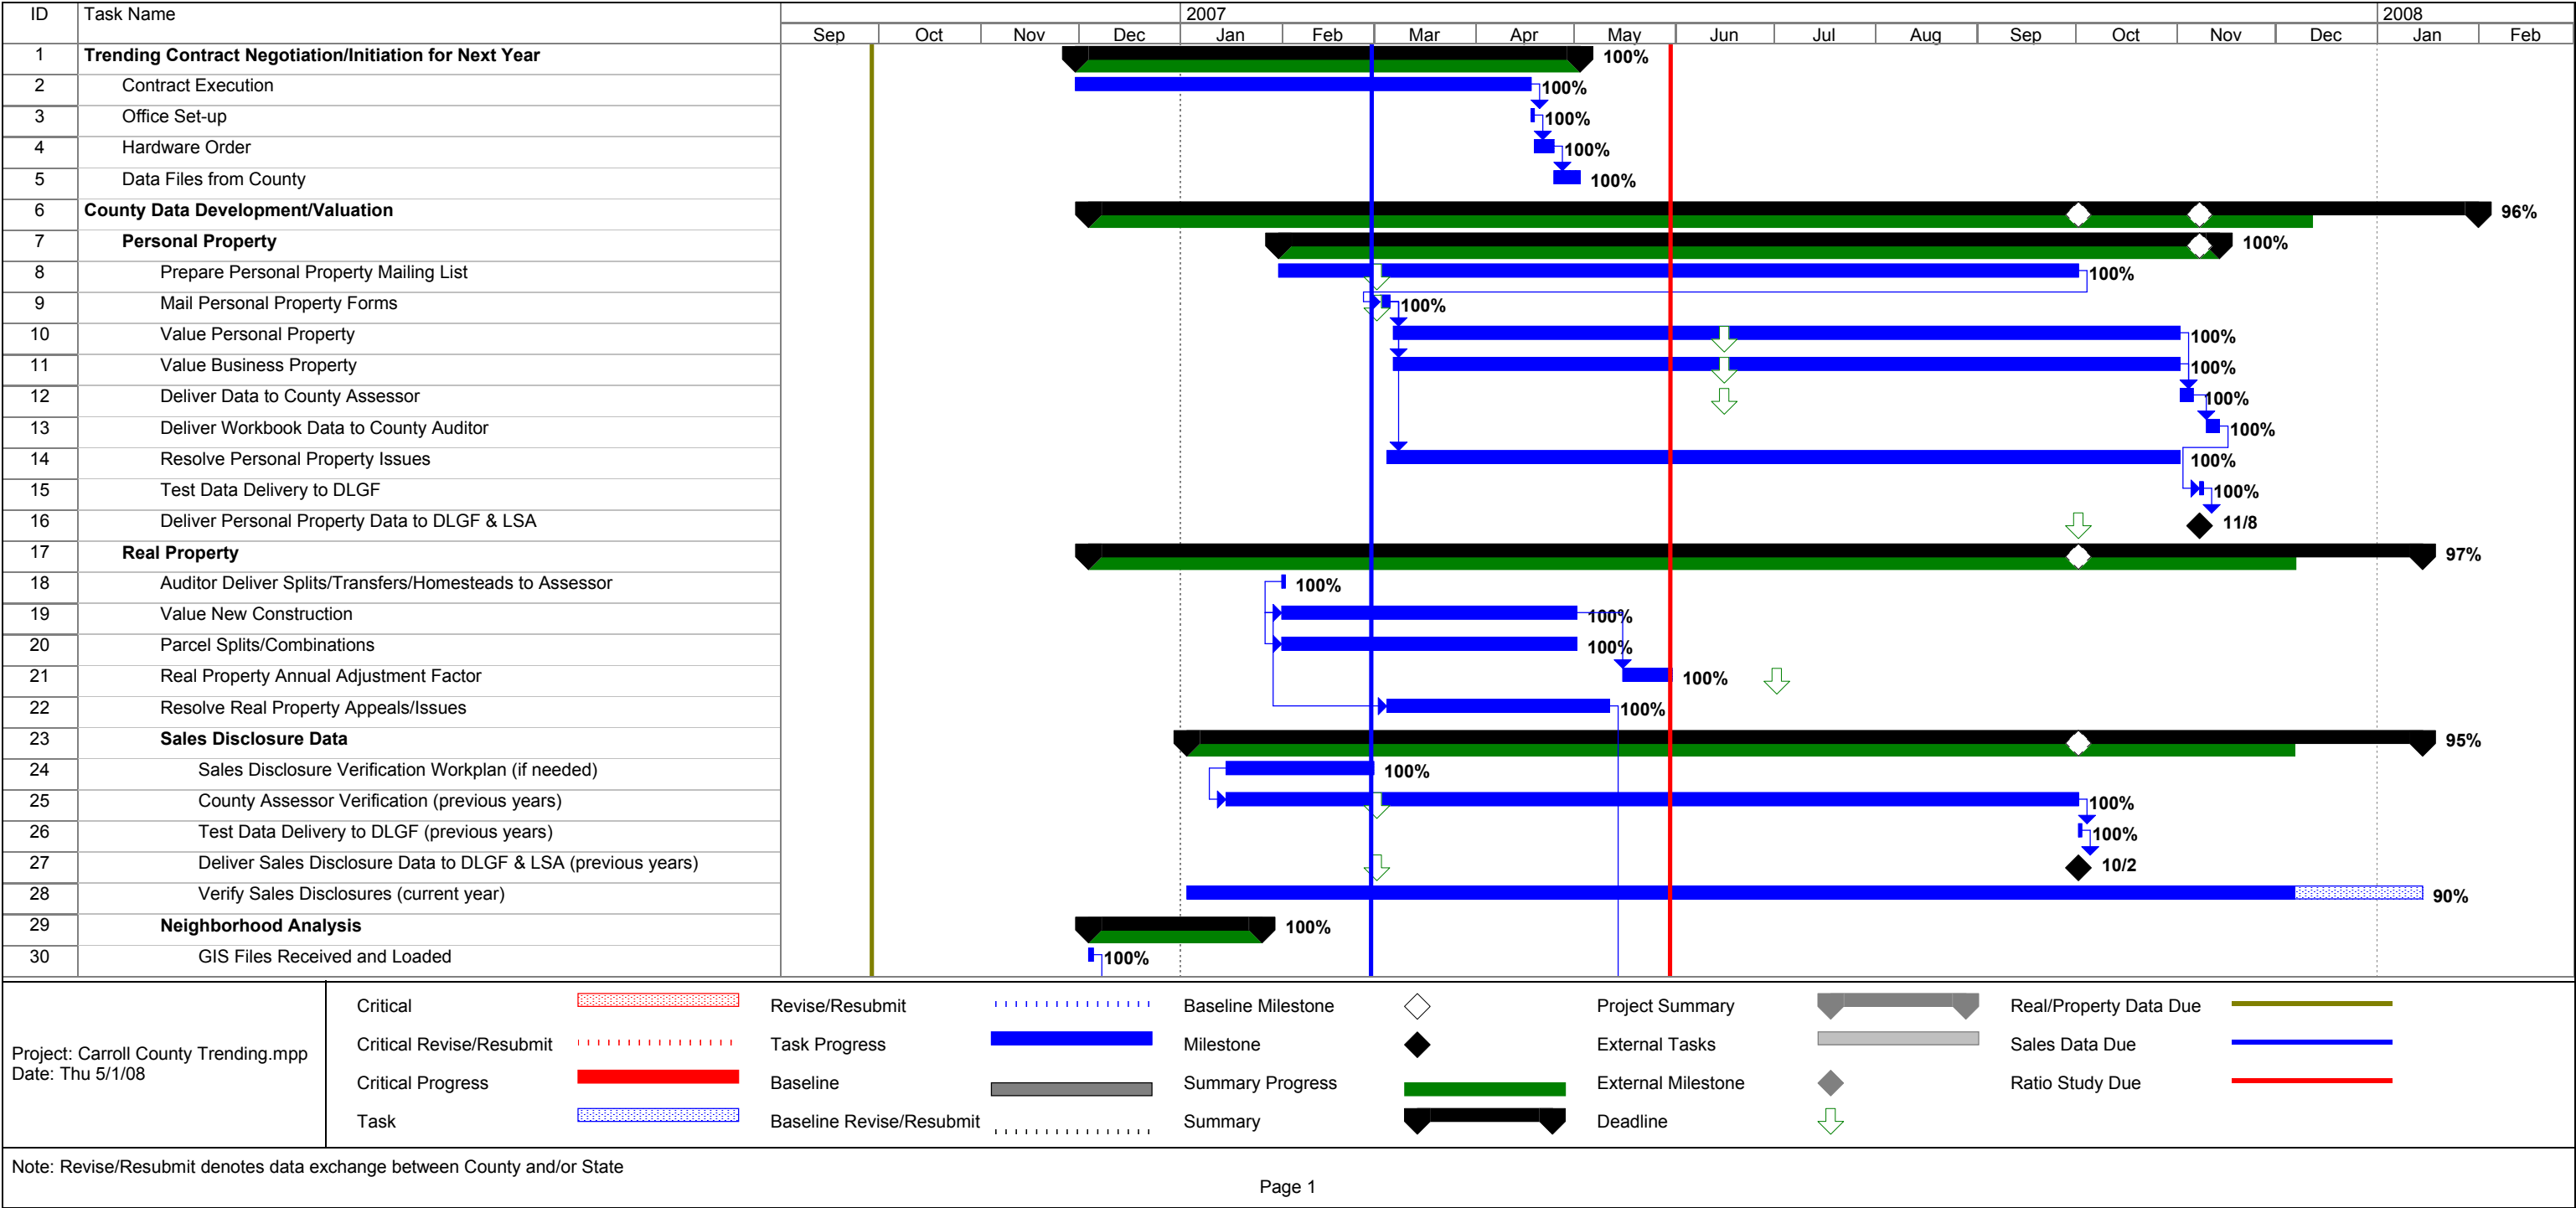 ID Task Name 2007 2008
Sep Oct Nov Dec Jan Feb Mar Apr May Jun Jul Aug Sep Oct Nov Dec Jan Feb
1 Trending Contract Negotiation/Initiation for Next Year 100%
2 Contract Execution 100%
3 Office Set-up 100%
4 Hardware Order 100%
5 Data Files from County 100%
6 County Data Development/Valuation 96%
7 Personal Property 100%
8 Prepare Personal Property Mailing List 100%
9 Mail Personal Property Forms 100%
10 Value Personal Property 100%
11 Value Business Property 100%
12 Deliver Data to County Assessor 100%
13 Deliver Workbook Data to County Auditor 100%
14 Resolve Personal Property Issues 100%
15 Test Data Delivery to DLGF 100%
16 Deliver Personal Property Data to DLGF & LSA 11/8
17 Real Property 97%
18 Auditor Deliver Splits/Transfers/Homesteads to Assessor 100%
19 Value New Construction 100%
20 Parcel Splits/Combinations 100%
21 Real Property Annual Adjustment Factor 100%
22 Resolve Real Property Appeals/Issues 100%
23 Sales Disclosure Data 95%
24 Sales Disclosure Verification Workplan (if needed) 100%
25 County Assessor Verification (previous years) 100%
26 Test Data Delivery to DLGF (previous years) 100%
27 Deliver Sales Disclosure Data to DLGF & LSA (previous years) 10/2
28 Verify Sales Disclosures (current year) 90%
29 Neighborhood Analysis 100%
30 GIS Files Received and Loaded 100%
Project: Carroll County Trending.mpp
Date: Thu 5/1/08
Critical Revise/Resubmit Baseline Milestone Project Summary Real/Property Data Due
Critical Revise/Resubmit Task Progress Milestone External Tasks Sales Data Due
Critical Progress Baseline Summary Progress External Milestone Ratio Study Due
Task Baseline Revise/Resubmit Summary Deadline
Note: Revise/Resubmit denotes data exchange between County and/or State
Page 1